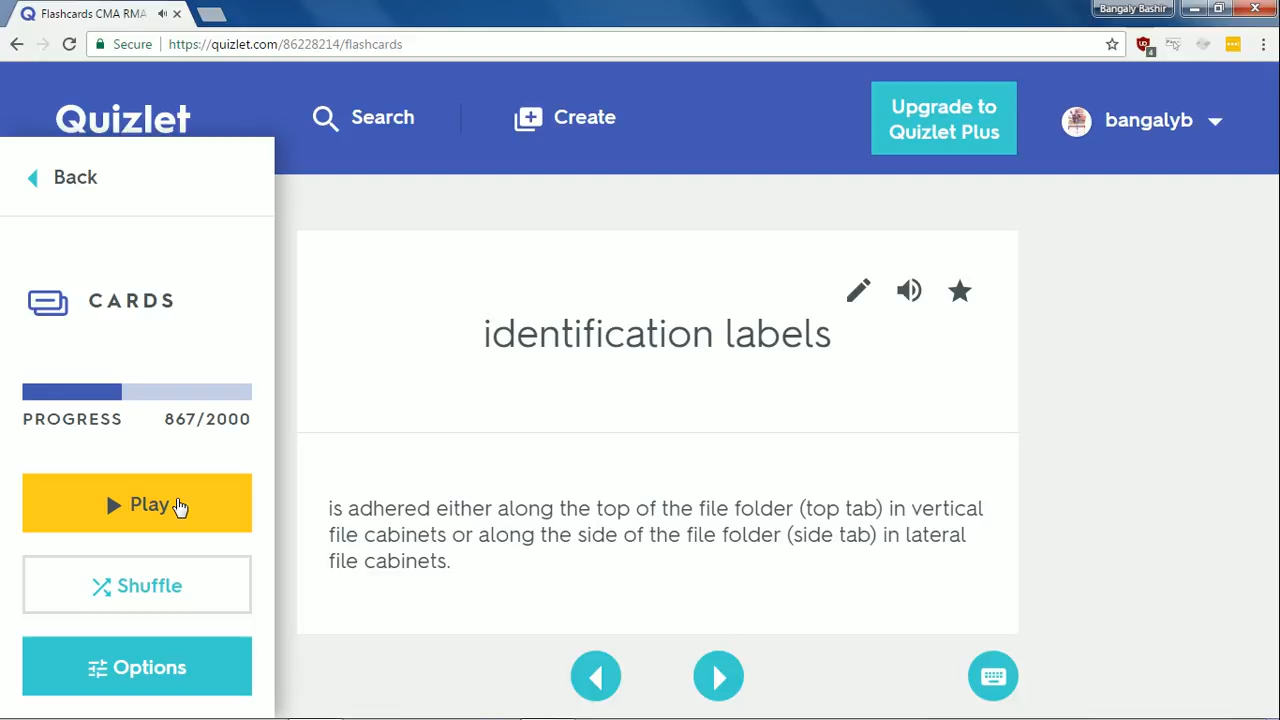 Flashcards CMA RMA
Bangaly Bashir
Secure
https://quizlet.com/86228214/flashcards
4
Quizlet
Search
Create
Upgrade to
Quizlet Plus
bangalyb
Back
CARDS
PROGRESS 867/2000
Play
Shuffle
Options
identification labels
is adhered either along the top of the file folder (top tab) in vertical
file cabinets or along the side of the file folder (side tab) in lateral
file cabinets.